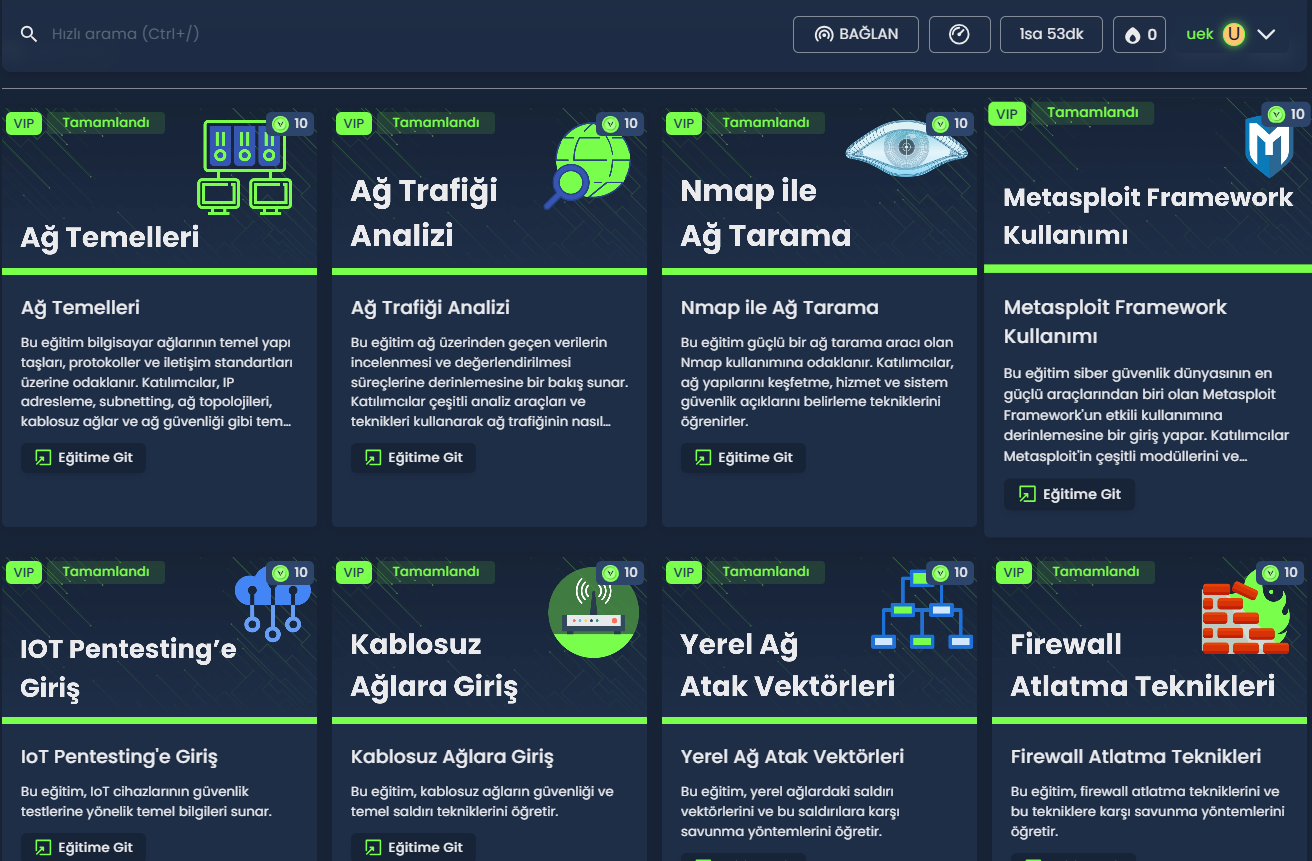 Hızlı arama (Ctrl+/)
BAĞLAN
1sa 53dk
0
uek
U
VIP
Tamamlandı
10
Ağ Temelleri
Ağ Temelleri
Bu eğitim bilgisayar ağlarının temel yapı
taşları, protokoller ve iletişim standartları
üzerine odaklanır. Katılımcılar, IP
adresleme, subnetting, ağ topolojileri,
kablosuz ağlar ve ağ güvenliği gibi tem...
Eğitime Git
VIP
Tamamlandı
10
Ağ Trafiği
Analizi
Ağ Trafiği Analizi
Bu eğitim ağ üzerinden geçen verilerin
incelenmesi ve değerlendirilmesi
süreçlerine derinlemesine bir bakış sunar.
Katılımcılar çeşitli analiz araçları ve
teknikleri kullanarak ağ trafiğinin nasıl...
Eğitime Git
VIP
Tamamlandı
10
Nmap ile
Ağ Tarama
Nmap ile Ağ Tarama
Bu eğitim güçlü bir ağ tarama aracı olan
Nmap kullanımına odaklanır. Katılımcılar,
ağ yapılarını keşfetme, hizmet ve sistem
güvenlik açıklarını belirleme tekniklerini
öğrenirler.
Eğitime Git
VIP
Tamamlandı
10
M
Metasploit Framework
Kullanımı
Metasploit Framework
Kullanımı
Bu eğitim siber güvenlik dünyasının en
güçlü araçlarından biri olan Metasploit
Framework'un etkili kullanımına
derinlemesine bir giriş yapar. Katılımcılar
Metasploit'in çeşitli modüllerini ve...
Eğitime Git
VIP
Tamamlandı
10
IOT Pentesting’e
Giriş
IoT Pentesting'e Giriş
Bu eğitim, IoT cihazlarının güvenlik
testlerine yönelik temel bilgileri sunar.
Eğitime Git
VIP
Tamamlandı
10
Kablosuz
Ağlara Giriş
Kablosuz Ağlara Giriş
Bu eğitim, kablosuz ağların güvenliği ve
temel saldırı tekniklerini öğretir.
Eğitime Git
VIP
Tamamlandı
10
Yerel Ağ
Atak Vektörleri
Yerel Ağ Atak Vektörleri
Bu eğitim, yerel ağlardaki saldırı
vektörlerini ve bu saldırılara karşı
savunma yöntemlerini öğretir.
VIP
Tamamlandı
10
Firewall
Atlatma Teknikleri
Firewall Atlatma Teknikleri
Bu eğitim, firewall atlatma tekniklerini ve
bu tekniklere karşı savunma yöntemlerini
öğretir.